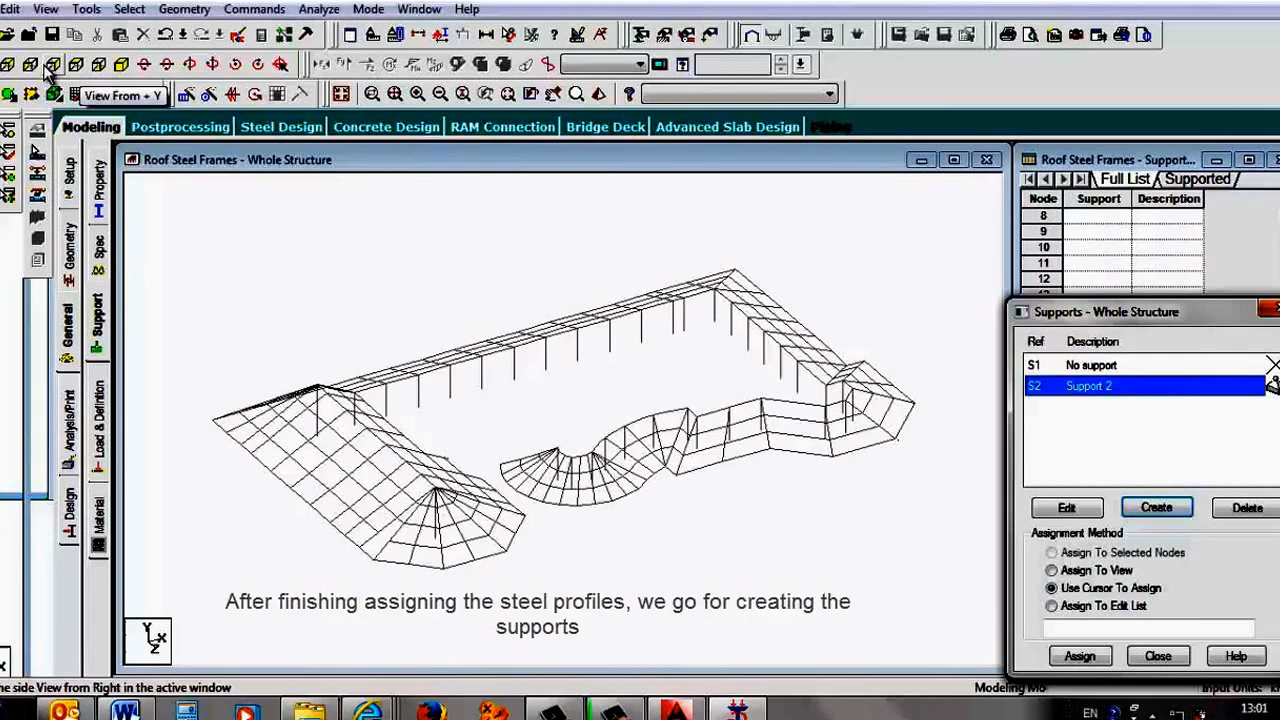 Edit View Tools Select Geometry Commands Analyze Mode Window Help
View From + Y
Modeling Postprocessing Steel Design Concrete Design RAM Connection Bridge Deck Advanced Slab Design Piping
Setup
Geometry
General
Analysis/Print
Design
Property
Spec
Support
Load & Definition
Material
Roof Steel Frames - Whole Structure
After finishing assigning the steel profiles, we go for creating the
supports
Y
X
Z
Roof Steel Frames - Support...
Full List Supported
Node Support Description
8
9
10
11
12
Supports - Whole Structure
Ref Description
S1 No support
S2 Support 2
Edit Create Delete
Assignment Method
Assign To Selected Nodes
Assign To View
Use Cursor To Assign
Assign To Edit List
Assign Close Help
he side View from Right in the active window
Modeling Mo
Input Units:
EN 13:01